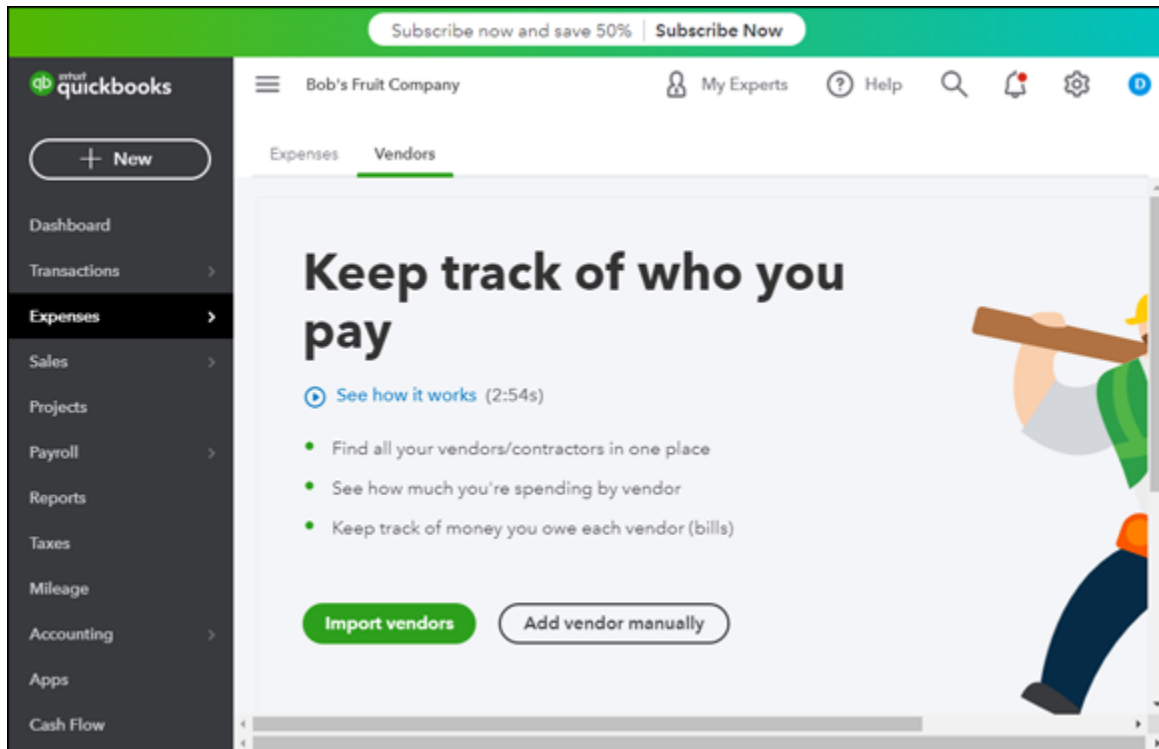 Subscribe now and save 50% Subscribe Now
qb intuit quickbooks
Bob's Fruit Company My Experts ? Help D
+ New
Expenses Vendors
Dashboard
Transactions
Expenses
Sales
Projects
Payroll
Reports
Taxes
Mileage
Accounting
Apps
Cash Flow
Keep track of who you
pay
See how it works (2:54s)
Find all your vendors/contractors in one place
See how much you're spending by vendor
Keep track of money you owe each vendor (bills)
Import vendors Add vendor manually